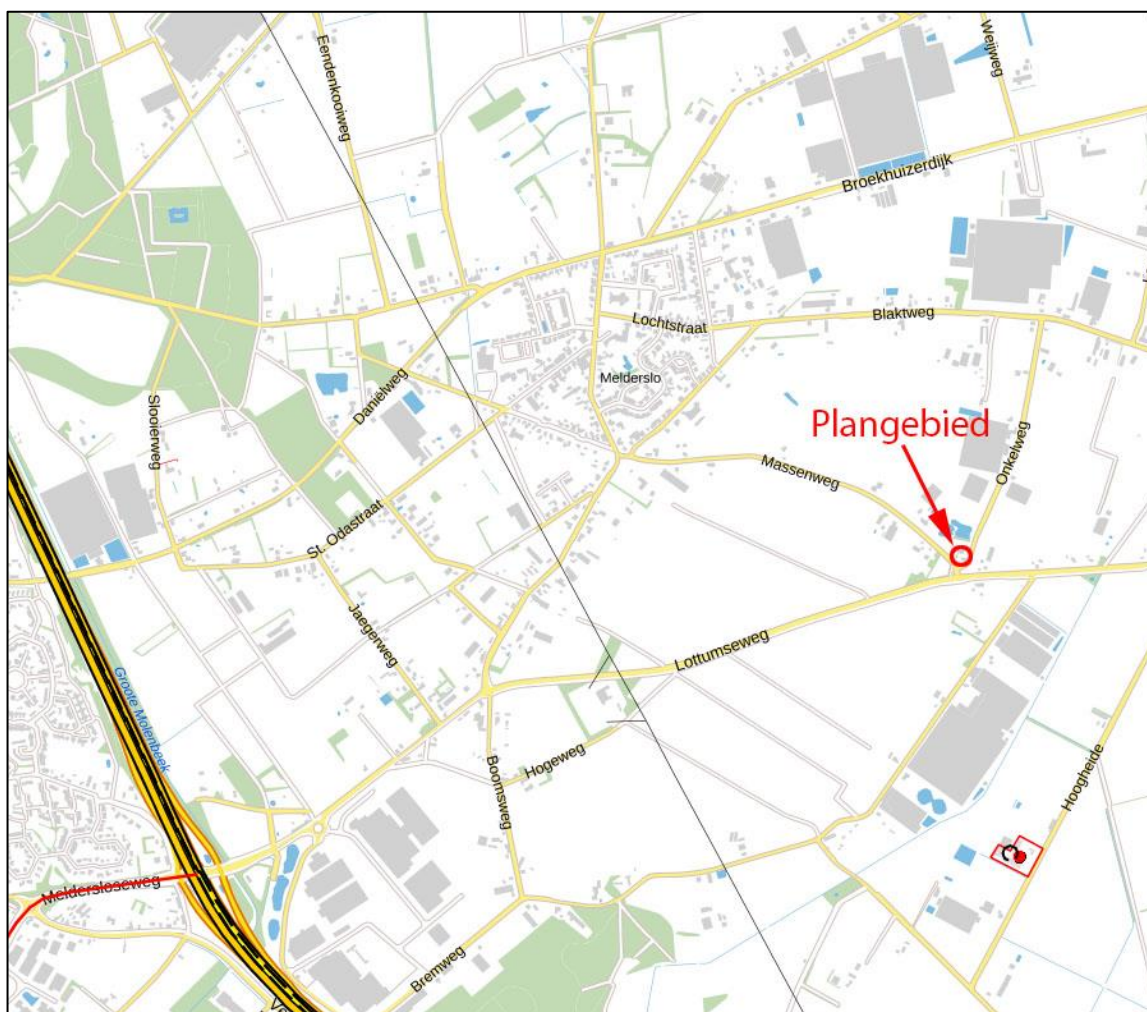 Eendenkooiweg
Weijweg
Broekhuizerdijk
Lochtstraat
Blaktweg
Melderslo
Daniëlweg
Slooierweg
Plangebied
Massenweg
Onkelweg
St. Odastraat
Jaegerweg
Lottumseweg
Groote Molenbeek
Hogeweg
Boomsweg
Hoogheide
Meldersloseweg
Bremweg